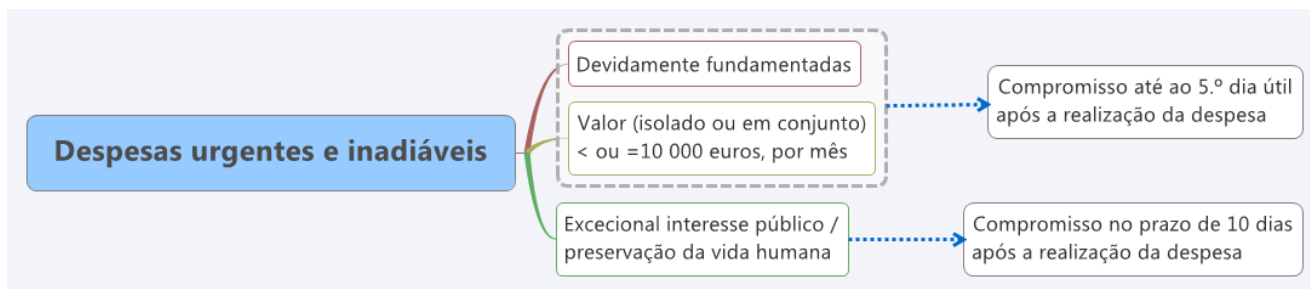 Despesas urgentes e inadiáveis
Devidamente fundamentadas
Valor (isolado ou em conjunto)
< ou =10 000 euros, por mês
Compromisso até ao 5.º dia útil
após a realização da despesa
Excecional interesse público /
preservação da vida humana
Compromisso no prazo de 10 dias
após a realização da despesa